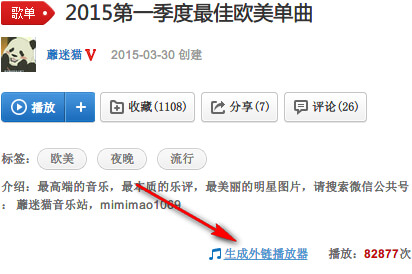 歌单 2015第一季度最佳欧美单曲
蘑迷猫 V 2015-03-30 创建
播放 + 收藏(1108) 分享(7) 评论(26)
标签: 欧美 夜晚 流行
介绍: 最高端的音乐, 最本质的乐评, 最美丽的明星图片, 请搜索微信公共号
: 蘑迷猫音乐站, mimimao1069
生成外链播放器 播放: 82877次